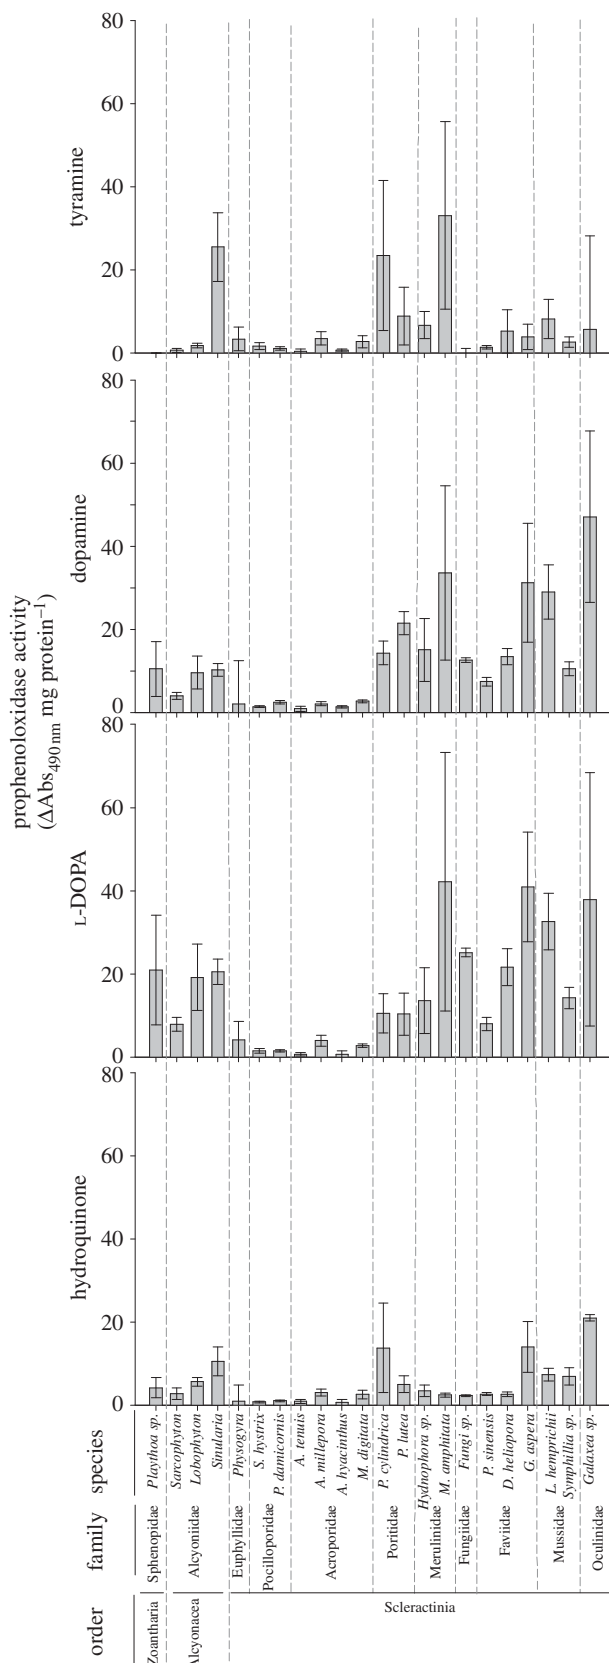 80
60
40
20
0
tyramine
80
60
40
20
0
dopamine
prophenoloxidase activity
(ΔAbs490 nm mg protein−1)
80
60
40
20
0
L-DOPA
80
60
40
20
0
hydroquinone
species
Playthoa sp.
Sarcophyton
Lobophyton
Sinularia
Physogyra
S. hystrix
P. damicornis
A. tenuis
A. millepora
A. hyacinthus
M. digitata
P. cylindrica
P. lutea
Hydnophora sp.
M. amphitata
Fungi sp.
P. sinensis
D. heliopora
G. aspera
L. hemprichii
Symphillia sp.
Galaxea sp.
family
Sphenopidae
Alcyoniidae
Euphyllidae
Pocilloporidae
Acroporidae
Poritidae
Merulinidae
Fungiidae
Faviidae
Mussidae
Oculinidae
order
Zoantharia
Alcyonacea
Scleractinia